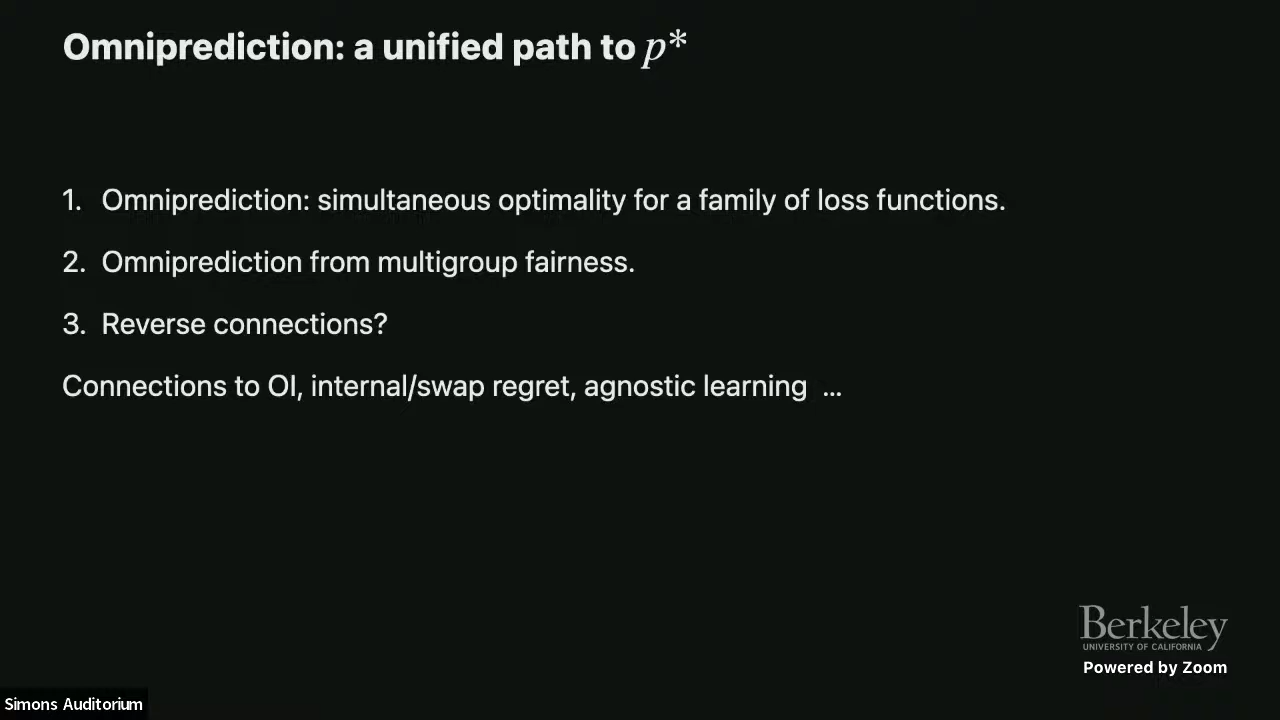 Omniprediction: a unified path to p*
1. Omniprediction: simultaneous optimality for a family of loss functions.
2. Omniprediction from multigroup fairness.
3. Reverse connections?
Connections to OI, internal/swap regret, agnostic learning ...
Berkeley
UNIVERSITY OF CALIFORNIA
Powered by Zoom
Simons Auditorium